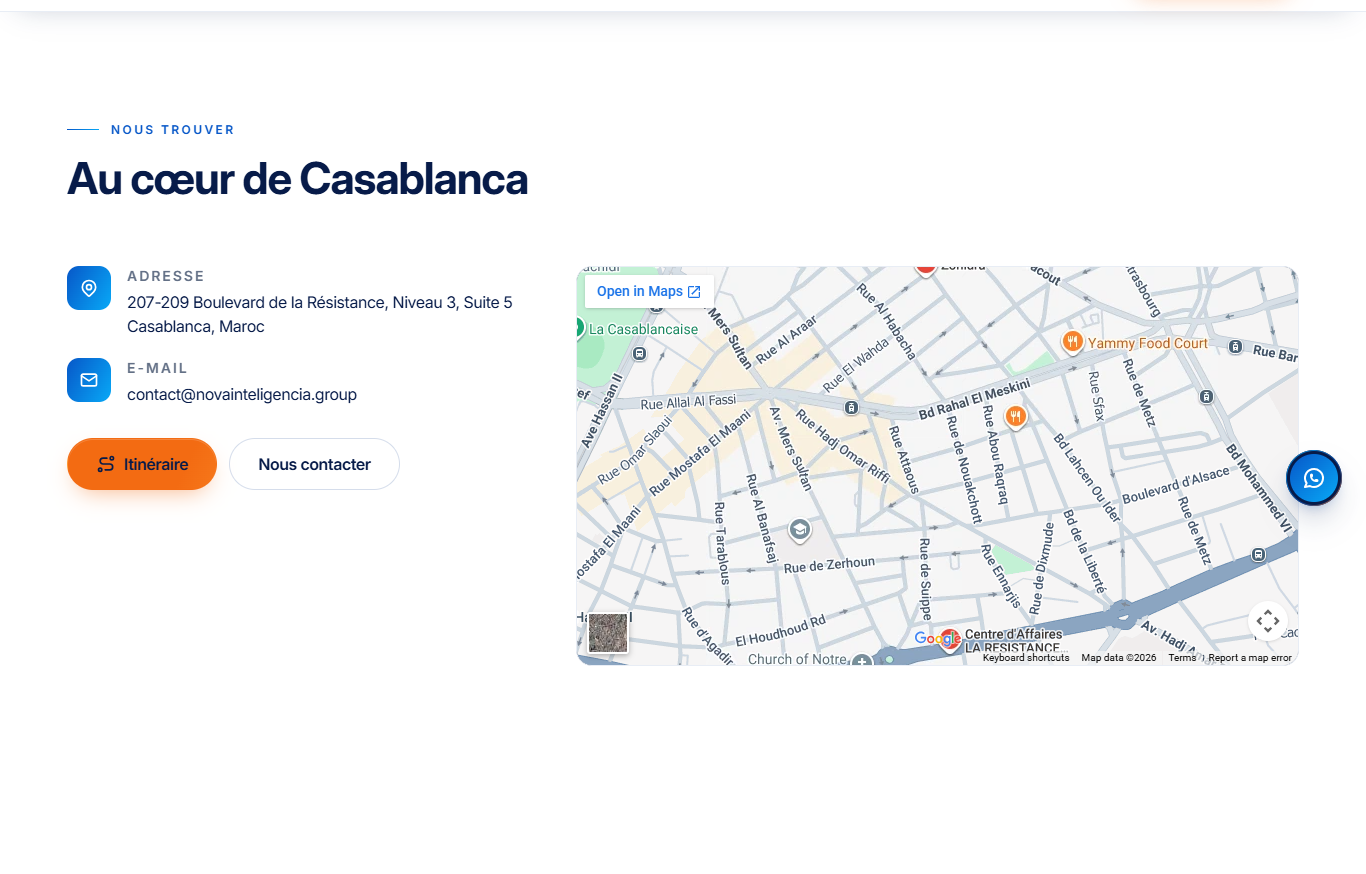 NOUS TROUVER
Au cœur de Casablanca
ADRESSE
207-209 Boulevard de la Résistance, Niveau 3, Suite 5
Casablanca, Maroc
E-MAIL
contact@novainteligencia.group
Itinéraire
Nous contacter
Open in Maps
La Casablancaise
Mers Sultan
Rue Al Araar
Rue Al Habacha
Rue El Wahda
Yammy Food Court
Rue Bar
Ave Hassan II
Rue Allal Al Fassi
Bd Rahal El Meskini
Rue Sfax
Rue de Metz
Rue Omar Slaoui
Rue Mostafa El Maani
Av. Mers Sultan
Rue Hadj Omar Riffi
Rue Attaous
Rue de Nouakchott
Rue Abou Raqraq
Bd Lahcen Ou Ider
Boulevard d'Alsace
Bd Mohammed VI
Rue de Metz
Rue Tarablous
Rue Al Banafsaj
Rue de Zerhoun
Rue de Suippe
Rue Ennarjis
Rue de Dixmude
Bd de la Liberté
Rue d'Agadir
El Houdhoud Rd
Church of Notre
Google
Centre d'Affaires
LA RESISTANCE...
Av. Hadj
Keyboard shortcuts
Map data ©2026
Terms
Report a map error